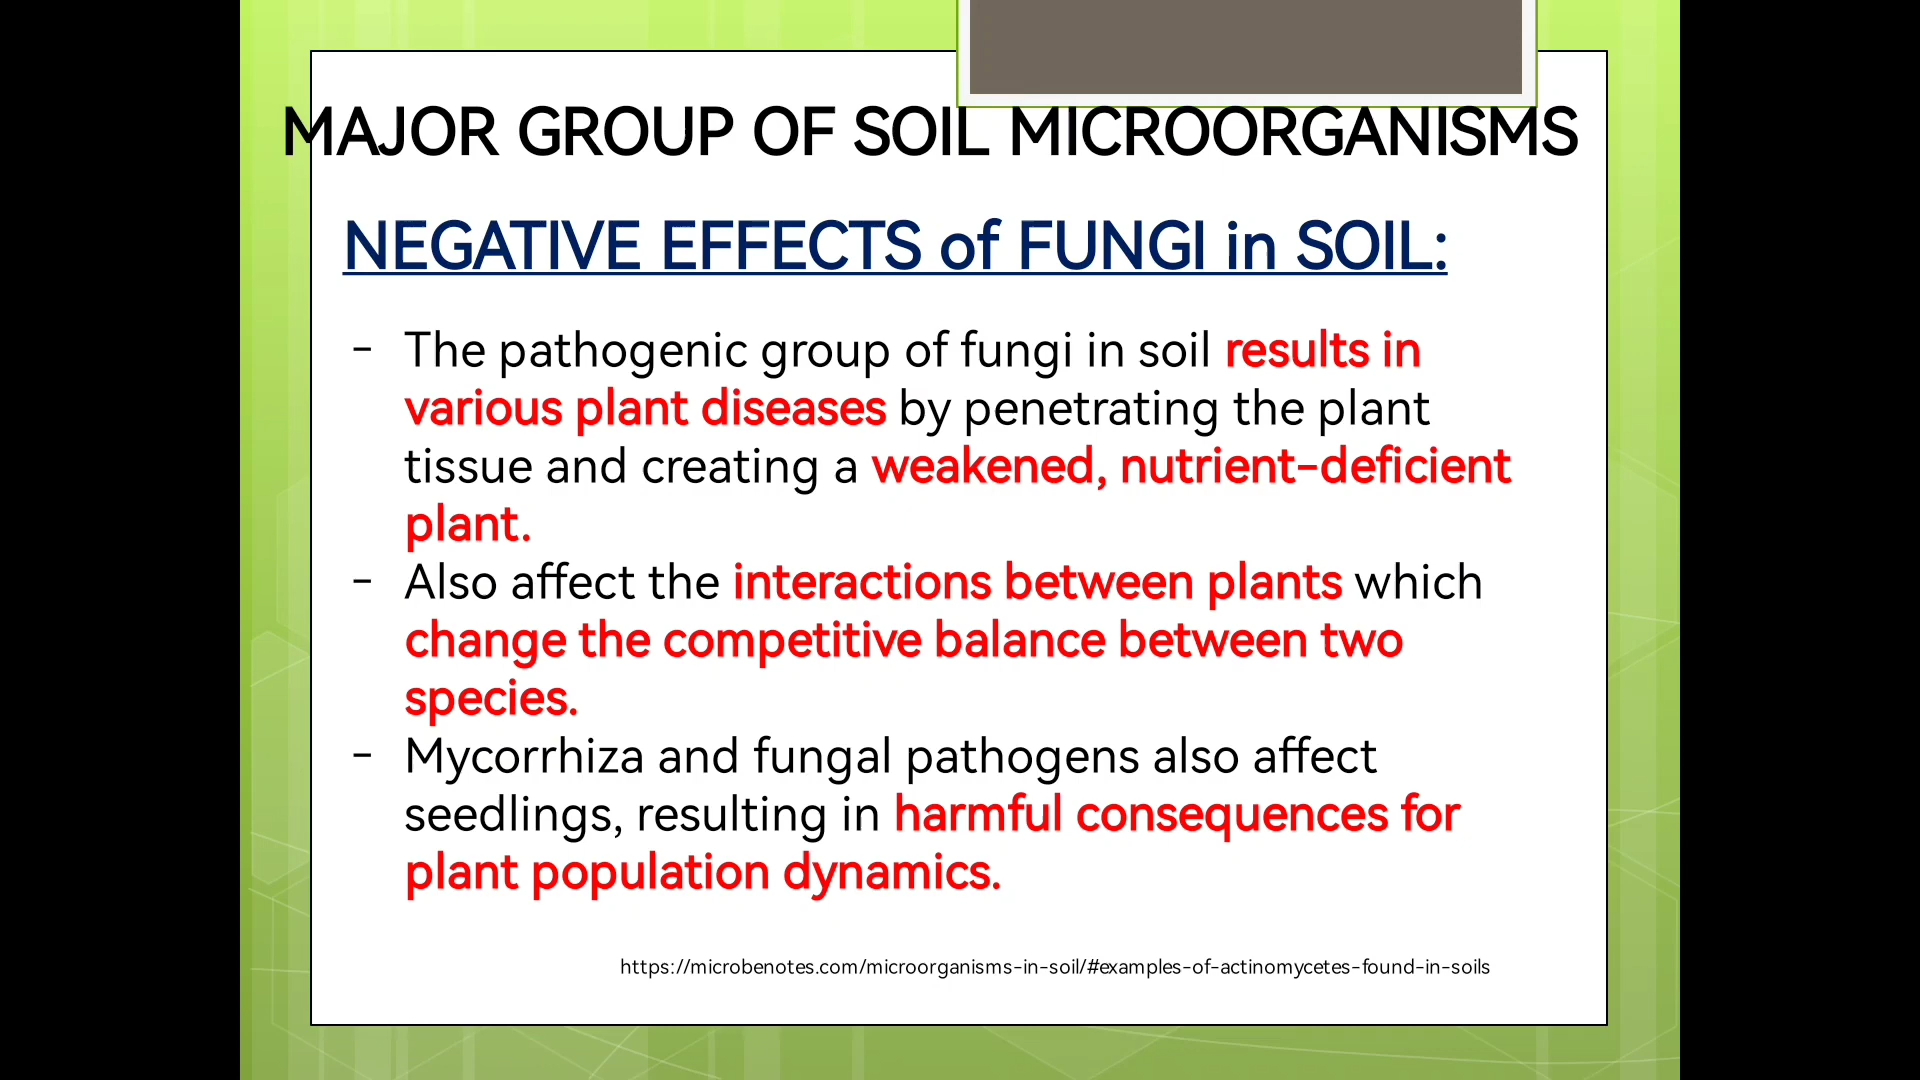 MAJOR GROUP OF SOIL MICROORGANISMS
NEGATIVE EFFECTS of FUNGI in SOIL:
- The pathogenic group of fungi in soil results in
various plant diseases by penetrating the plant
tissue and creating a weakened, nutrient-deficient
plant.
- Also affect the interactions between plants which
change the competitive balance between two
species.
- Mycorrhiza and fungal pathogens also affect
seedlings, resulting in harmful consequences for
plant population dynamics.
https://microbenotes.com/microorganisms-in-soil/#examples-of-actinomycetes-found-in-soils